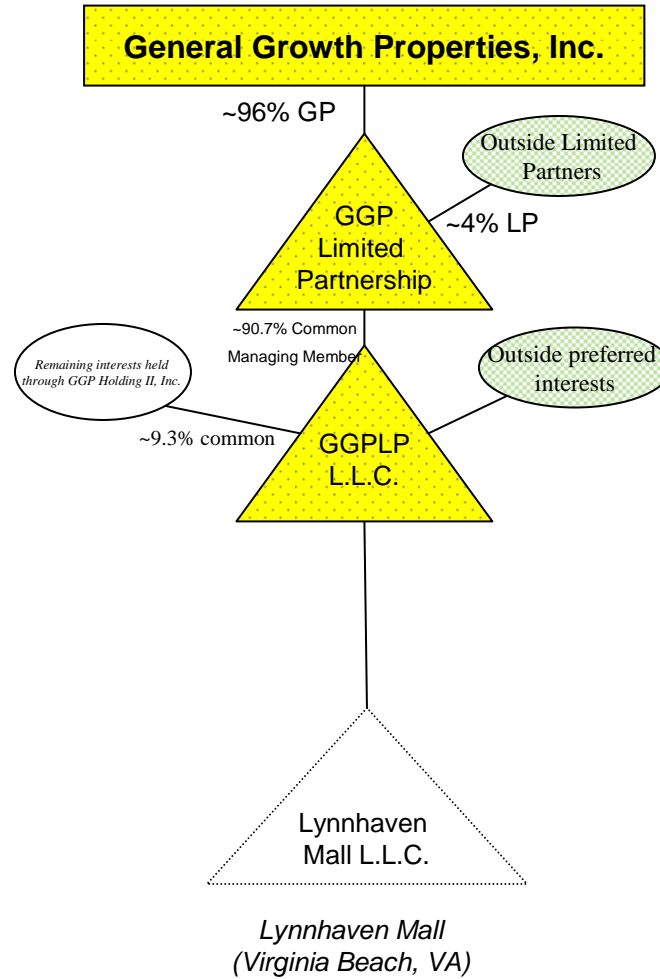 General Growth Properties, Inc.
~96% GP
Outside Limited
Partners
GGP
Limited
Partnership
~4% LP
~90.7% Common
Managing Member
Remaining interests held
through GGP Holding II, Inc.
Outside preferred
interests
~9.3% common
GGPLP
L.L.C.
Lynnhaven
Mall L.L.C.
Lynnhaven Mall
(Virginia Beach, VA)